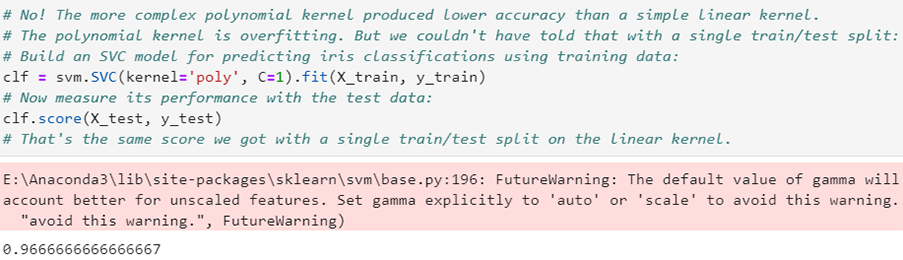 # No! The more complex polynomial kernel produced lower accuracy than a simple linear kernel.
# The polynomial kernel is overfitting. But we couldn't have told that with a single train/test split:
# Build an SVC model for predicting iris classifications using training data:
clf = svm.SVC(kernel='poly', C=1).fit(X_train, y_train)
# Now measure its performance with the test data:
clf.score(X_test, y_test)
# That's the same score we got with a single train/test split on the linear kernel.
E:\Anaconda3\lib\site-packages\sklearn\svm\base.py:196: FutureWarning: The default value of gamma will
account better for unscaled features. Set gamma explicitly to 'auto' or 'scale' to avoid this warning.
"avoid this warning.", FutureWarning)
0.9666666666666667